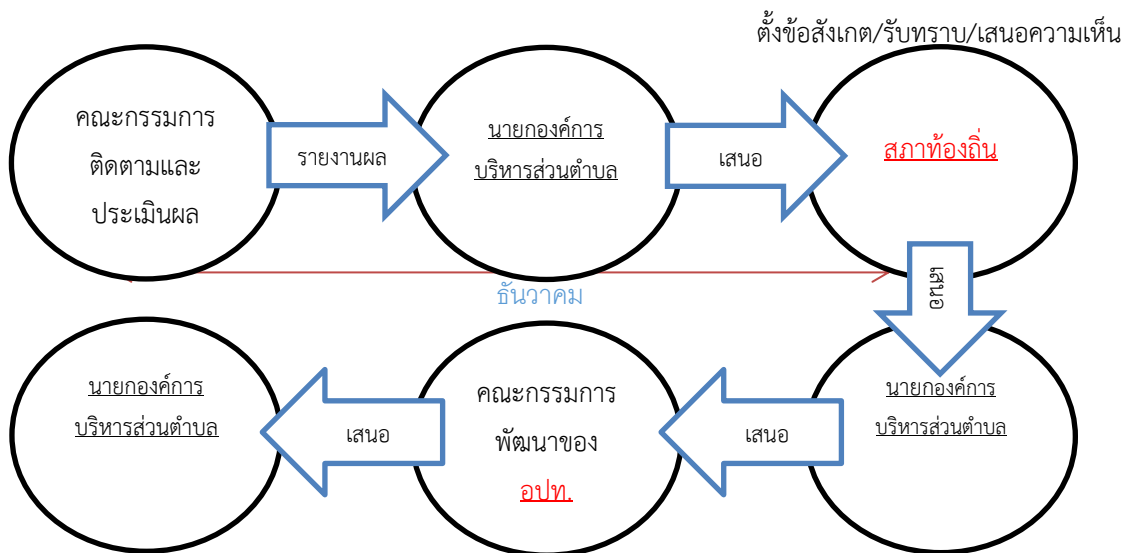 ตั้งข้อสังเกต/รับทราบ/เสนอความเห็น
คณะกรรมการ
ติดตามและ
ประเมินผล
รายงานผล
นายกองค์การ
บริหารส่วนตำบล
เสนอ
สภาท้องถิ่น
เสนอ
ธันวาคม
นายกองค์การ
บริหารส่วนตำบล
เสนอ
คณะกรรมการ
พัฒนาของ
อปท.
เสนอ
นายกองค์การ
บริหารส่วนตำบล